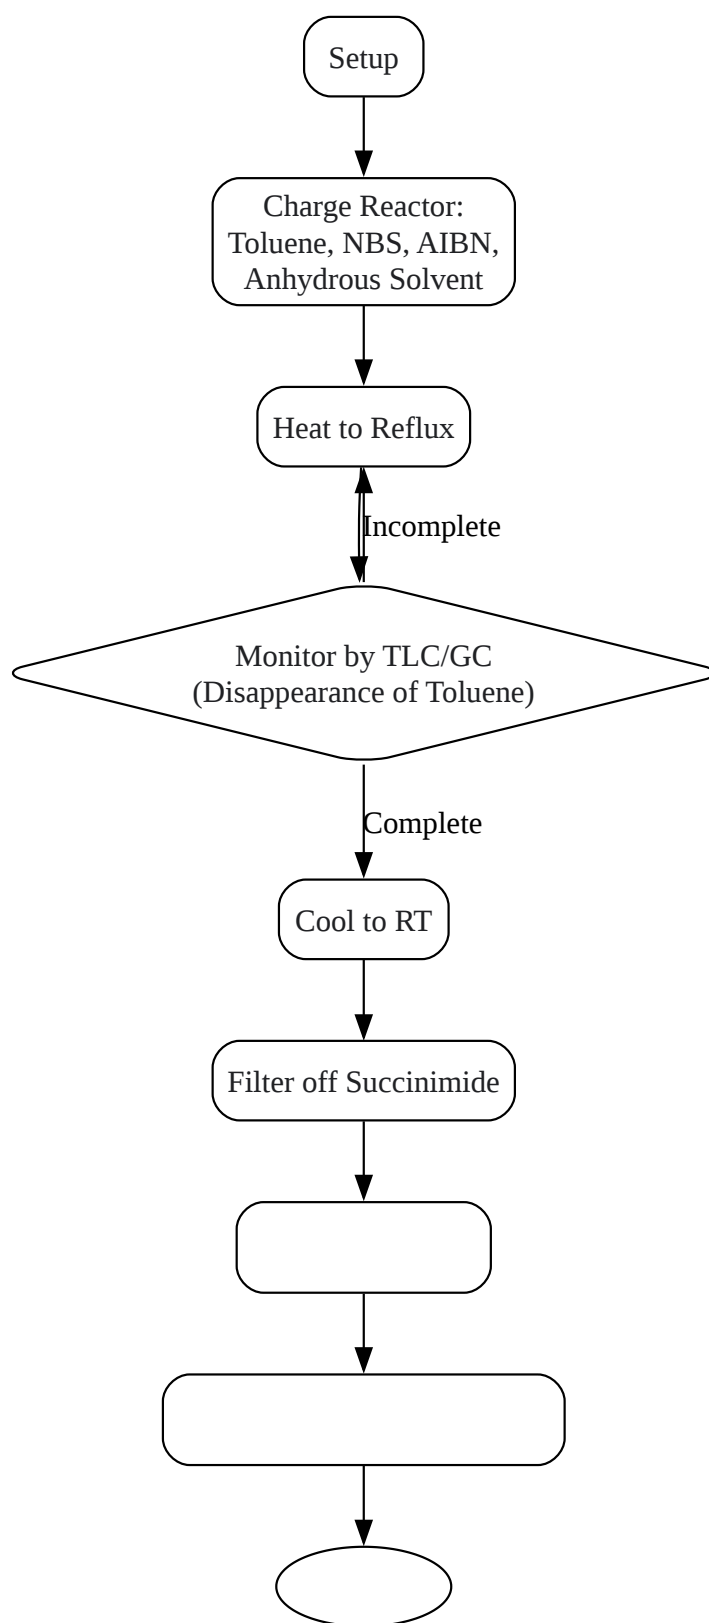 Setup
Charge Reactor:
Toluene, NBS, AIBN,
Anhydrous Solvent
Heat to Reflux
Incomplete
Monitor by TLC/GC
(Disappearance of Toluene)
Complete
Cool to RT
Filter off Succinimide